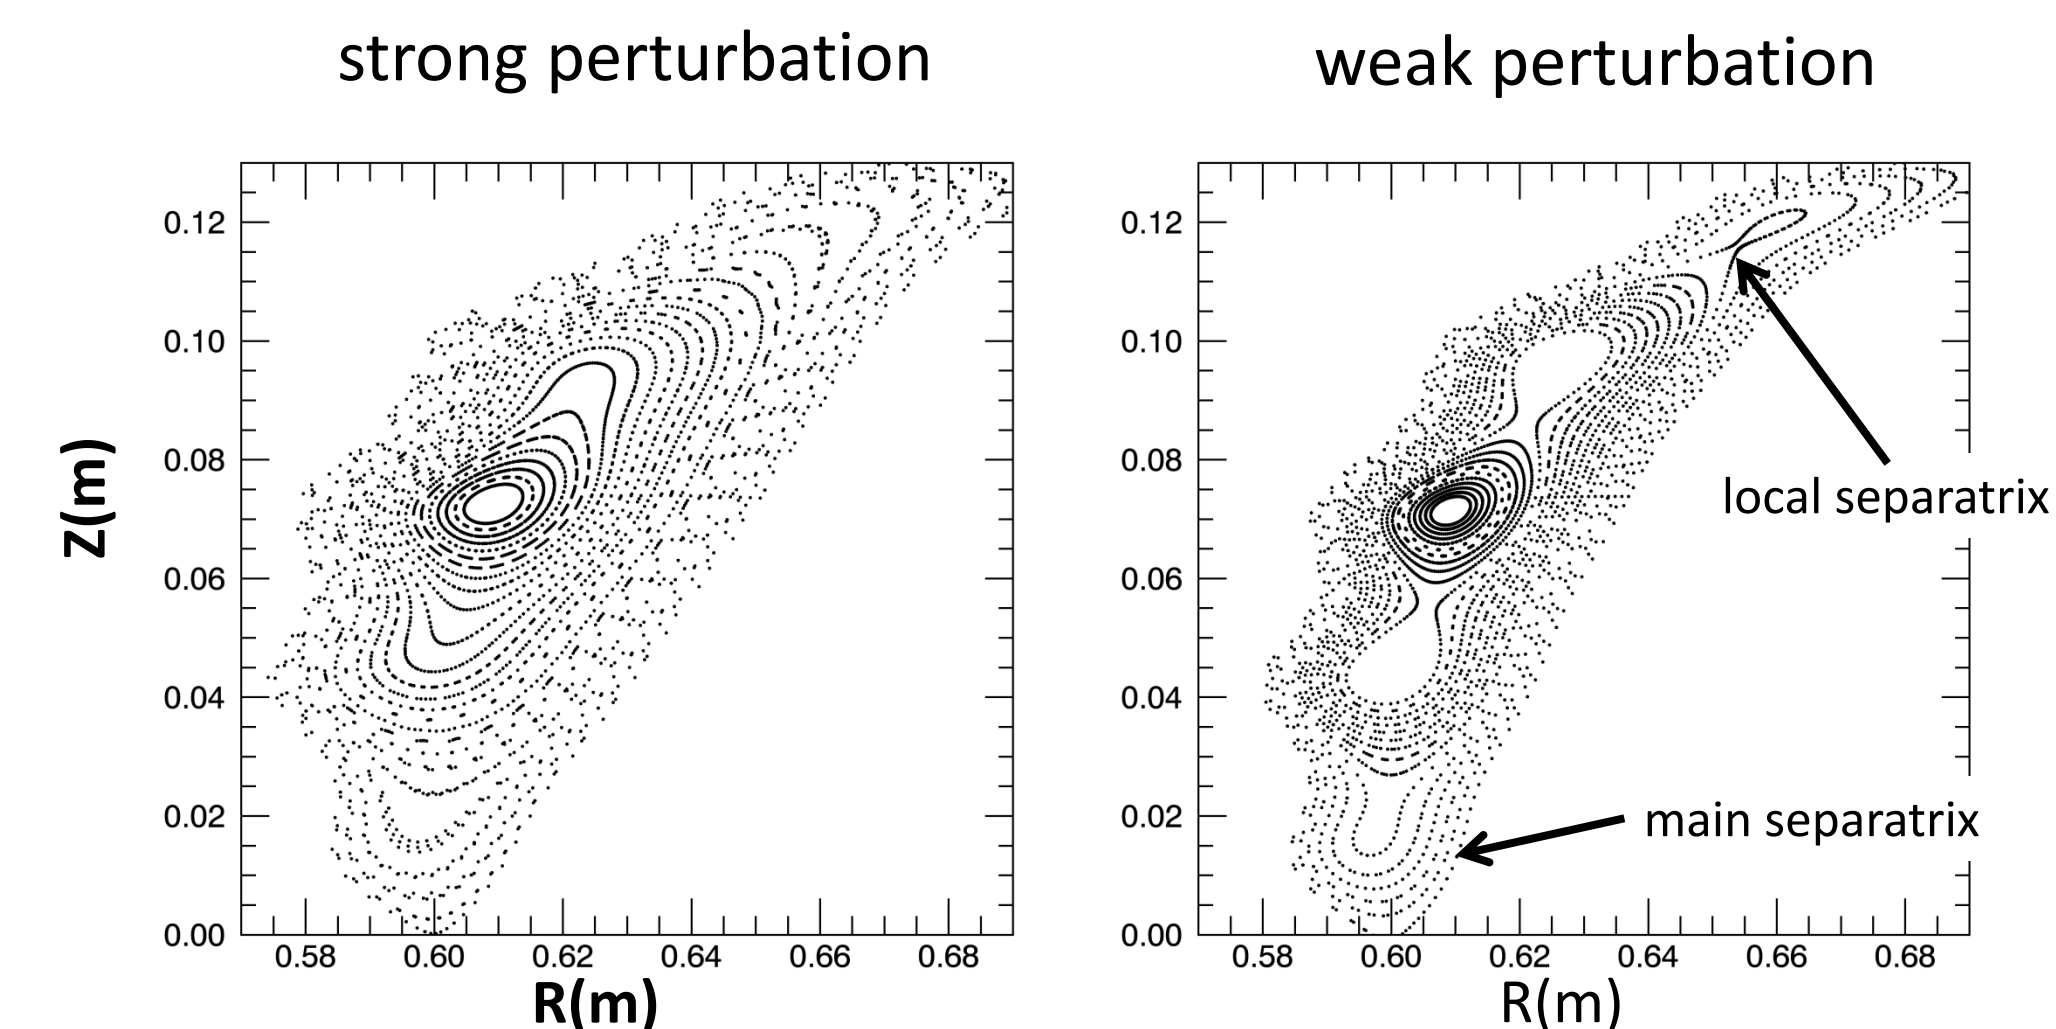 strong perturbation
weak perturbation
0.12
0.10
0.08
0.06
0.04
0.02
0.00
Z(m)
0.58 0.60 0.62 0.64 0.66 0.68
R(m)
0.12
0.10
0.08
0.06
0.04
0.02
0.00
local separatrix
main separatrix
0.58 0.60 0.62 0.64 0.66 0.68
R(m)